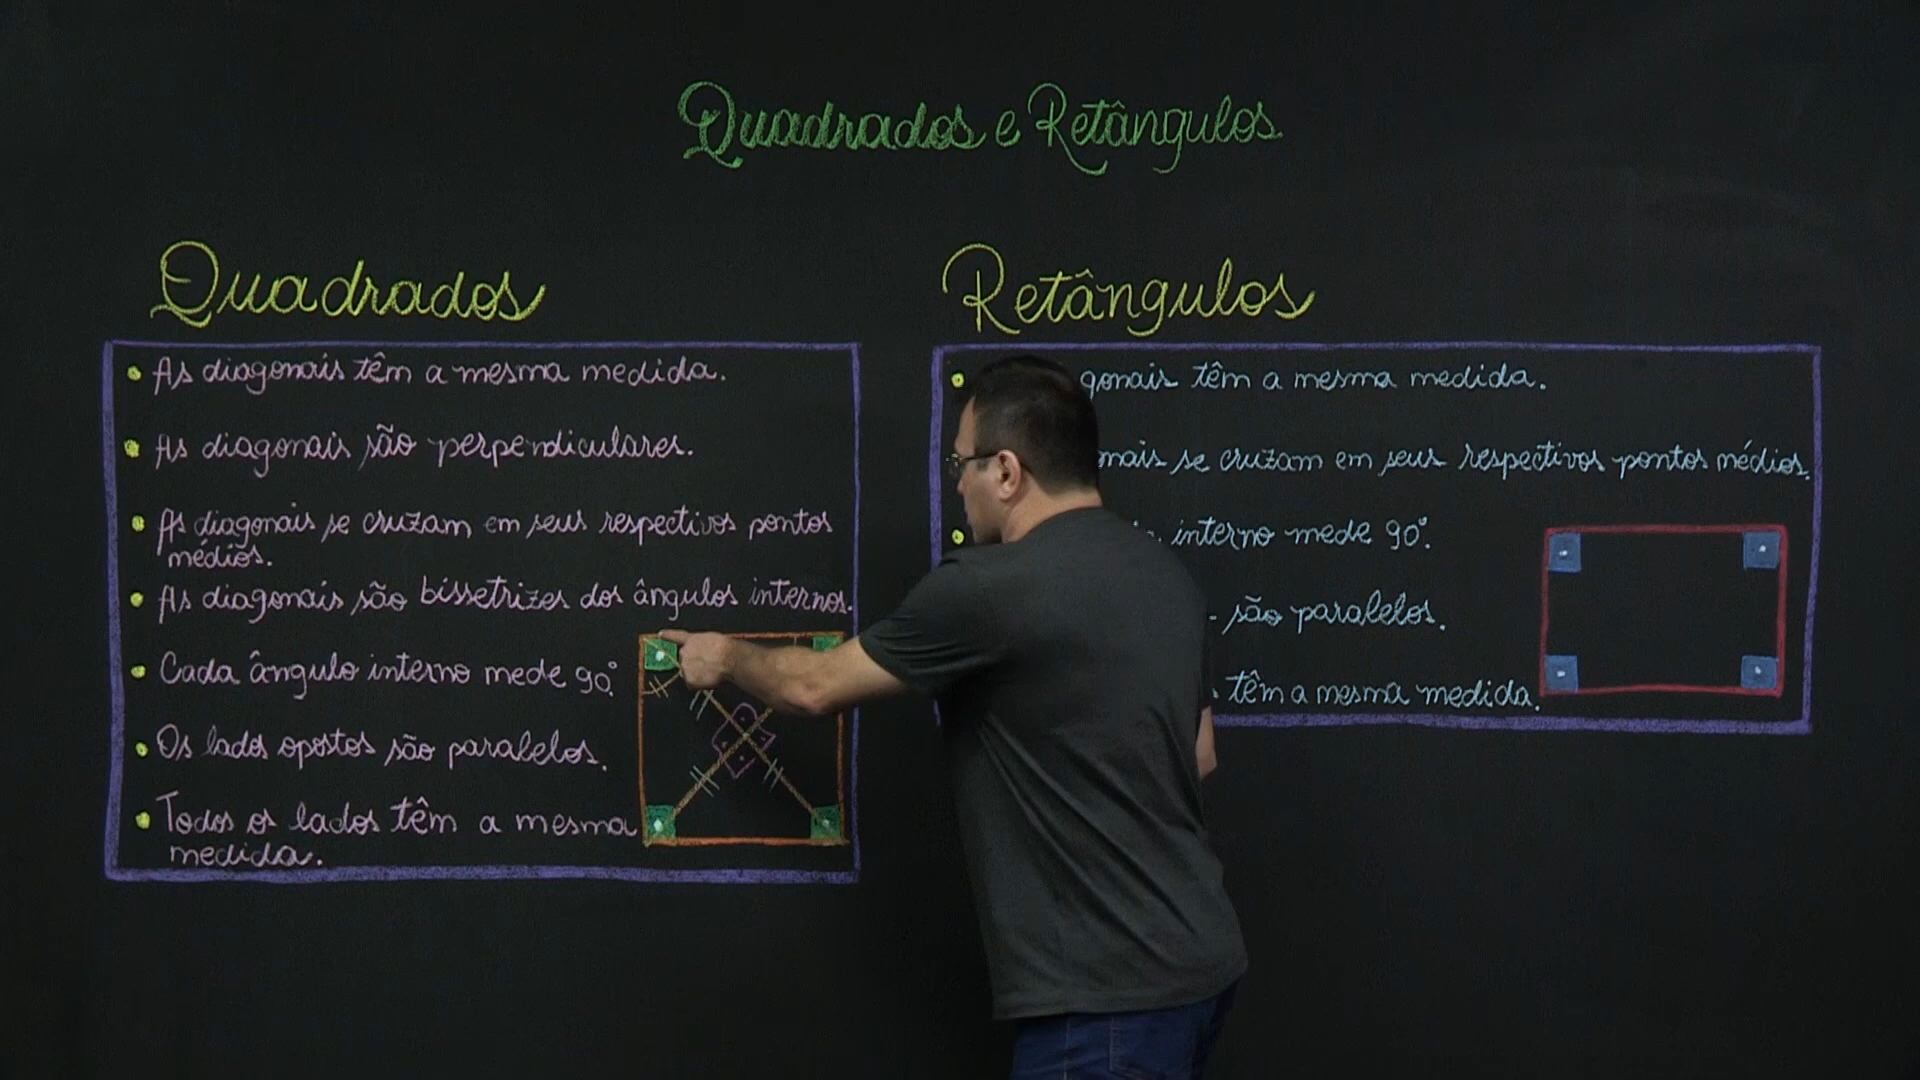 Quadrados e Retângulos.
Quadrados
As diagonais têm a mesma medida.
As diagonais são perpendiculares.
As diagonais se cruzam em seus respectivos pontos
médios.
As diagonais são bissetrizes dos ângulos internos.
Cada ângulo interno mede 90°.
Os lados opostos são paralelos.
Todos os lados têm a mesma
medida.
Retângulos
gonais têm a mesma medida.
onais se cruzam em seus respectivos pontos médios.
interno mede 90°.
são paralelos.
têm a mesma medida.